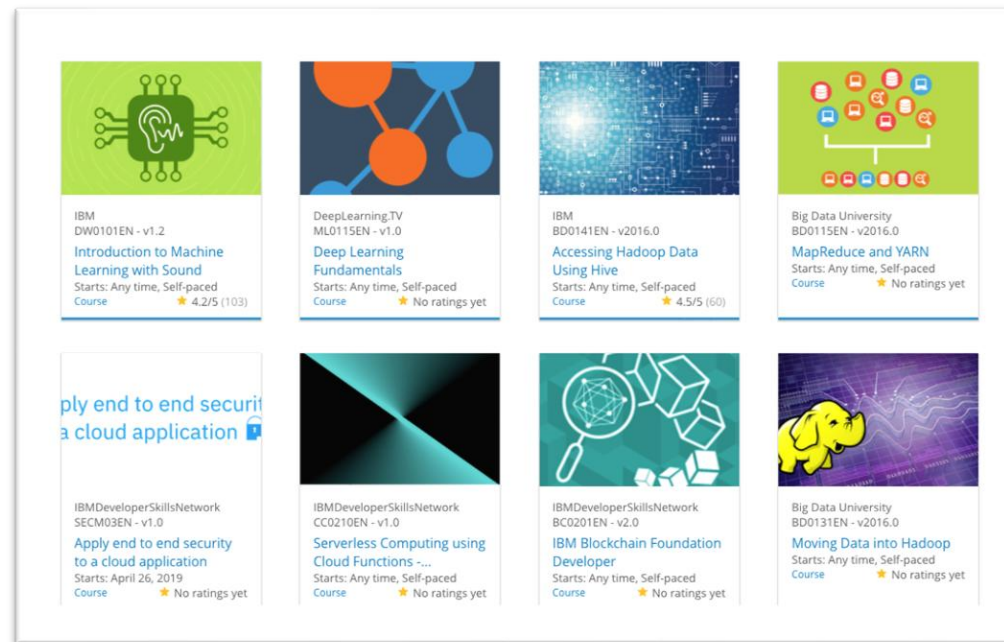 IBM
DW0101EN - v1.2
Introduction to Machine
Learning with Sound
Starts: Any time, Self-paced
Course ★ 4.2/5 (103)
DeepLearning.TV
ML0115EN - v1.0
Deep Learning
Fundamentals
Starts: Any time, Self-paced
Course ★ No ratings yet
IBM
BD0141EN - v2016.0
Accessing Hadoop Data
Using Hive
Starts: Any time, Self-paced
Course ★ 4.5/5 (60)
Big Data University
BD0115EN - v2016.0
MapReduce and YARN
Starts: Any time, Self-paced
Course ★ No ratings yet
ply end to end securit
a cloud application
IBMDeveloperSkillsNetwork
SECM03EN - v1.0
Apply end to end security
to a cloud application
Starts: April 26, 2019
Course ★ No ratings yet
IBMDeveloperSkillsNetwork
CC0210EN - v1.0
Serverless Computing using
Cloud Functions -...
Starts: Any time, Self-paced
Course ★ No ratings yet
IBMDeveloperSkillsNetwork
BC0201EN - v2.0
IBM Blockchain Foundation
Developer
Starts: Any time, Self-paced
Course ★ No ratings yet
Big Data University
BD0131EN - v2016.0
Moving Data into Hadoop
Starts: Any time, Self-paced
Course ★ No ratings yet